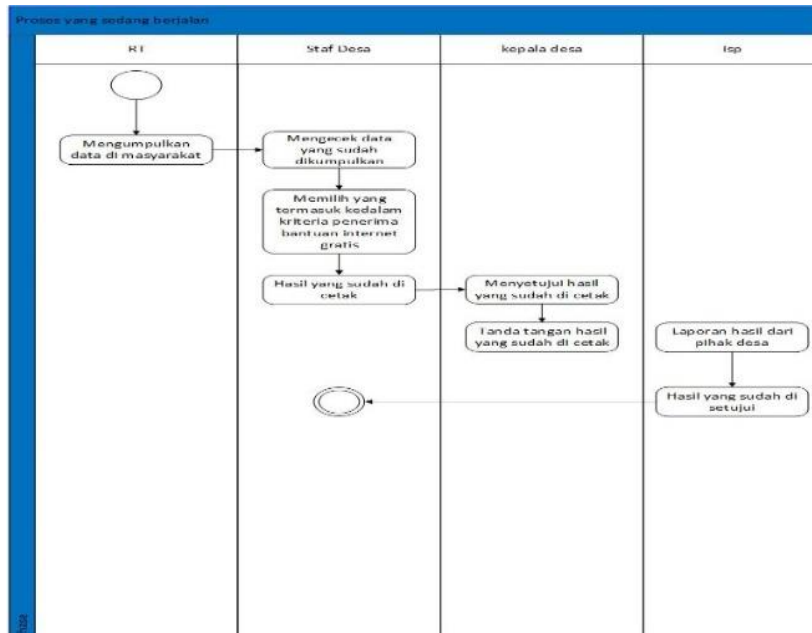 Proses yang sedang berjalan
RT
Staf Desa
kepala desa
Isp
Mengumpulkan
data di masyarakat
Mengecek data
yang sudah
dikumpulkan
Memilih yang
termasuk kedalam
kriteria penerima
bantuan internet
gratis
Hasil yang sudah di
cetak
Menyetujui hasil
yang sudah di cetak
Tanda tangan hasil
yang sudah di cetak
Laporan hasil dari
pihak desa
Hasil yang sudah di
setujui